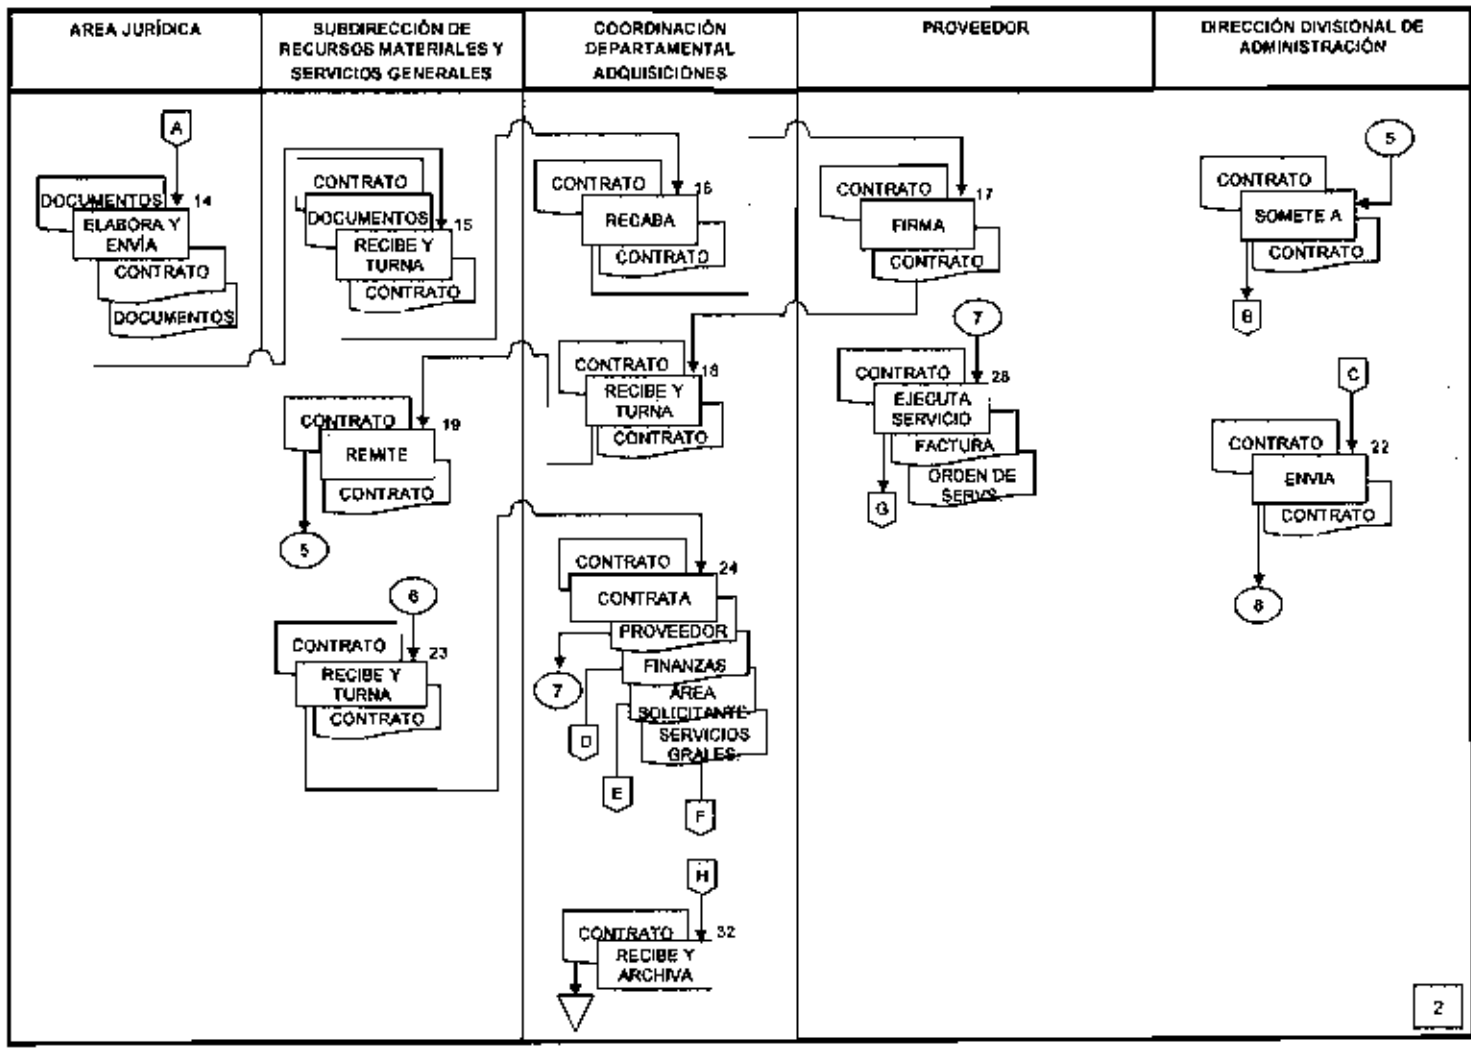 AREA JURÍDICA
SUBDIRECCIÓN DE
RECURSOS MATERIALES Y
SERVICIOS GENERALES
COORDINACIÓN
DEPARTAMENTAL
ADQUISICIONES
PROVEEDOR
DIRECCIÓN DIVISIONAL DE
ADMINISTRACIÓN
A
DOCUMENTOS
14
ELABORA Y
ENVÍA
CONTRATO
DOCUMENTOS
CONTRATO
DOCUMENTOS
15
RECIBE Y
TURNA
CONTRATO
CONTRATO
19
REMITE
CONTRATO
5
6
CONTRATO
23
RECIBE Y
TURNA
CONTRATO
CONTRATO
16
RECABA
CONTRATO
CONTRATO
18
RECIBE Y
TURNA
CONTRATO
CONTRATO
24
CONTRATA
PROVEEDOR
FINANZAS
ÁREA
SOLICITANTE
SERVICIOS
GRALES.
7
D
E
F
H
CONTRATO
32
RECIBE Y
ARCHIVA
CONTRATO
17
FIRMA
CONTRATO
7
CONTRATO
28
EJECUTA
SERVICIO
FACTURA
ORDEN DE
SERVS.
G
5
CONTRATO
SOMETE A
CONTRATO
B
C
CONTRATO
22
ENVIA
CONTRATO
6
2